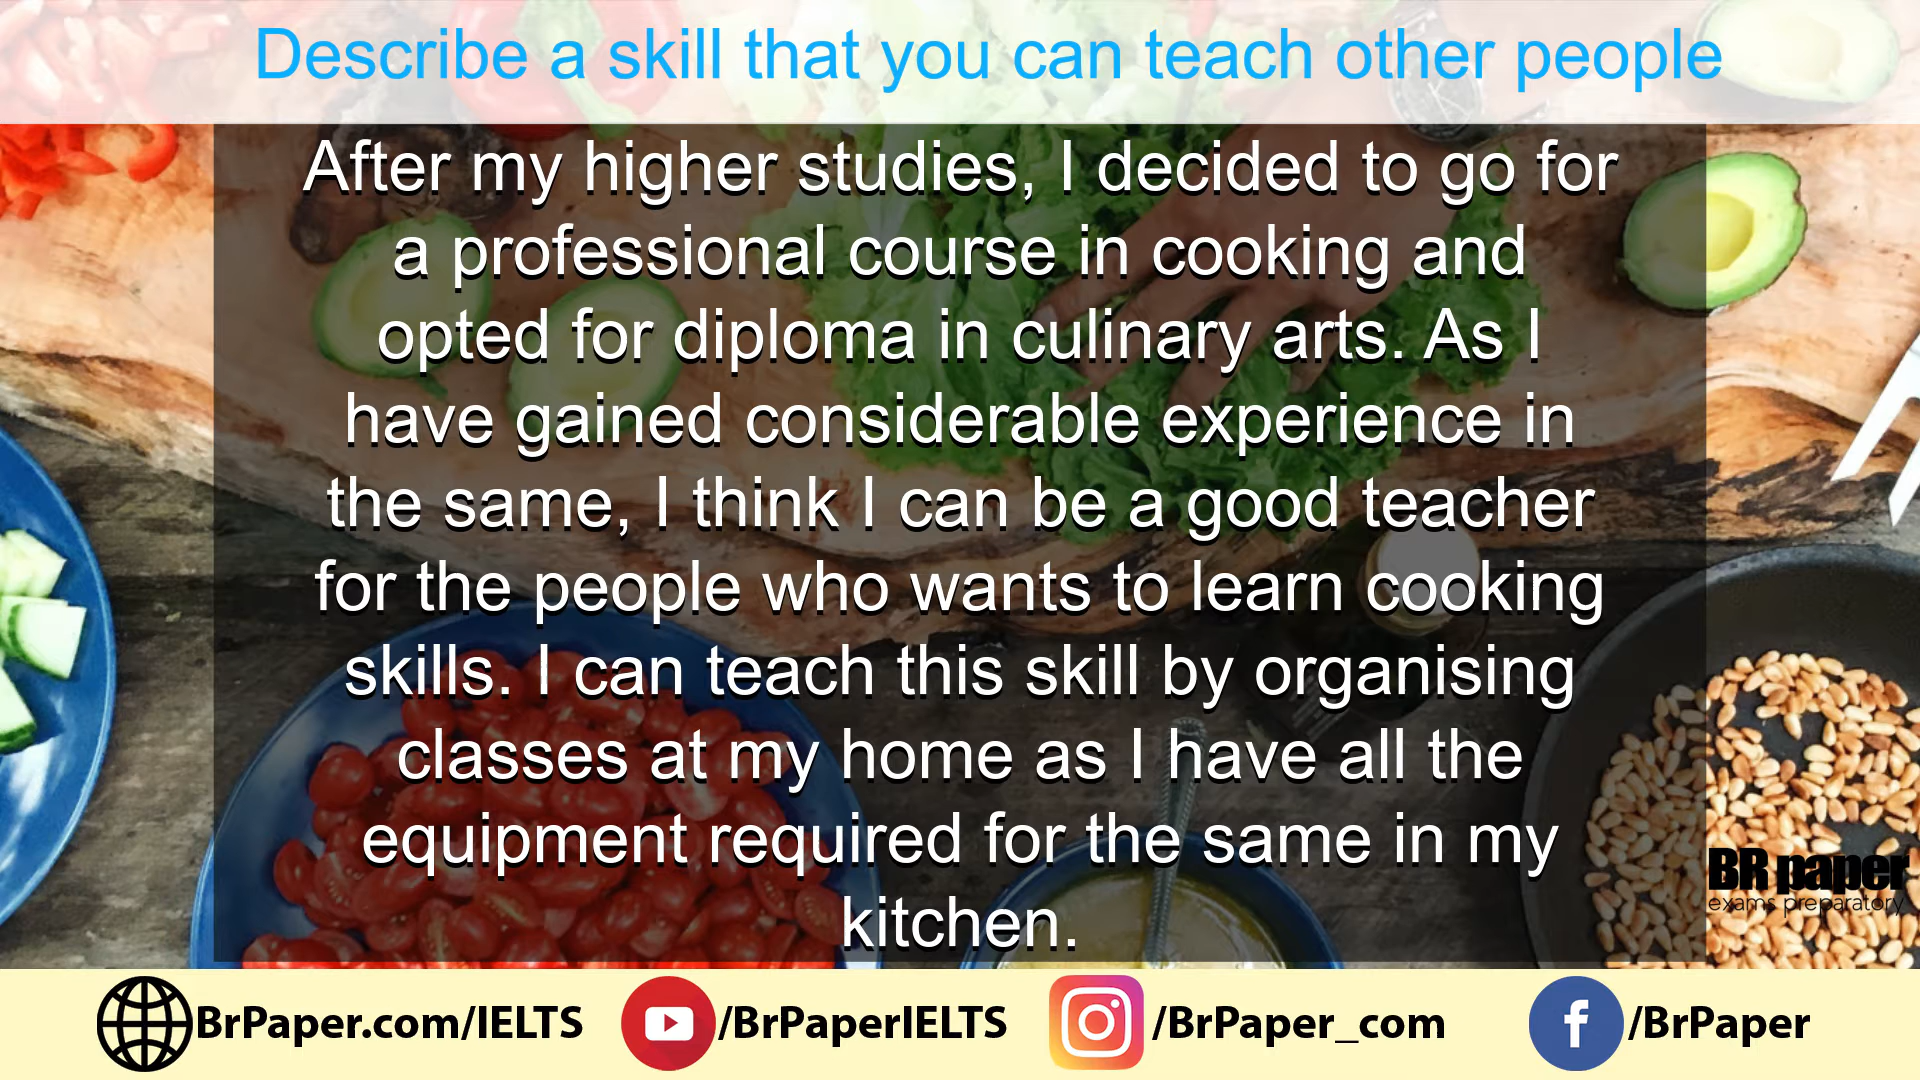 Describe a skill that you can teach other people
After my higher studies, I decided to go for
a professional course in cooking and
opted for diploma in culinary arts. As I
have gained considerable experience in
the same, I think I can be a good teacher
for the people who wants to learn cooking
skills. I can teach this skill by organising
classes at my home as I have all the
equipment required for the same in my
kitchen.
BR paper
exams preparatory
BrPaper.com/IELTS
/BrPaperIELTS
/BrPaper_com
/BrPaper